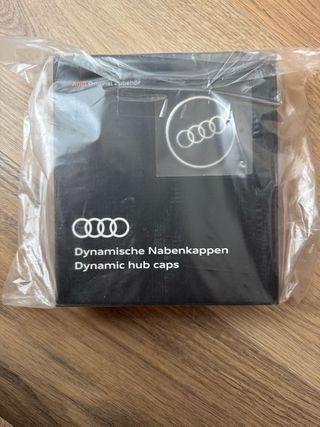 Audi Original Zubehör
Dynamische Nabenkappen
Dynamic hub caps